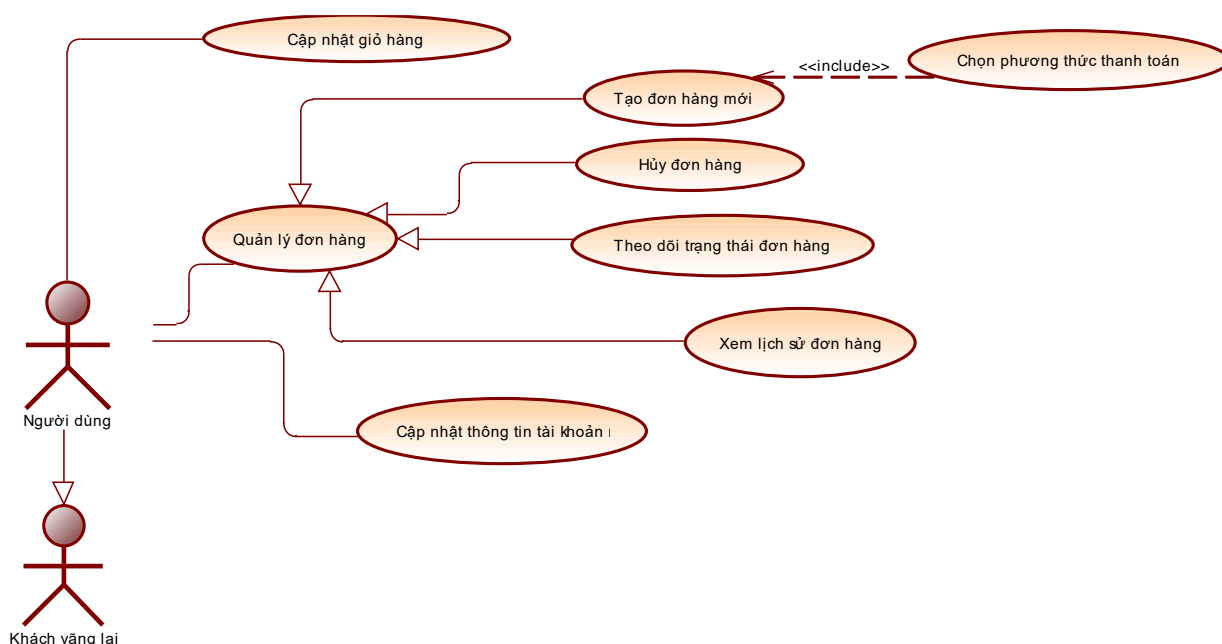 Cập nhật giỏ hàng
<<include>>
Chọn phương thức thanh toán
Tạo đơn hàng mới
Hủy đơn hàng
Quản lý đơn hàng
Theo dõi trạng thái đơn hàng
Xem lịch sử đơn hàng
Người dùng
Cập nhật thông tin tài khoản
Khách vãng lai